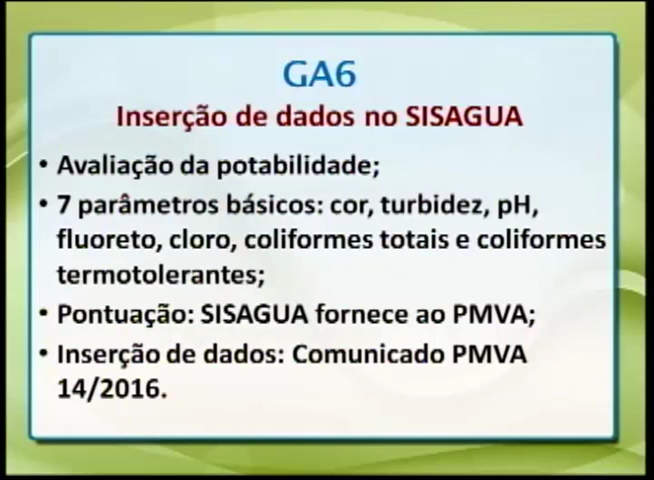 GA6
Inserção de dados no SISAGUA
• Avaliação da potabilidade;
• 7 parâmetros básicos: cor, turbidez, pH,
fluoreto, cloro, coliformes totais e coliformes
termotolerantes;
• Pontuação: SISAGUA fornece ao PMVA;
• Inserção de dados: Comunicado PMVA
14/2016.